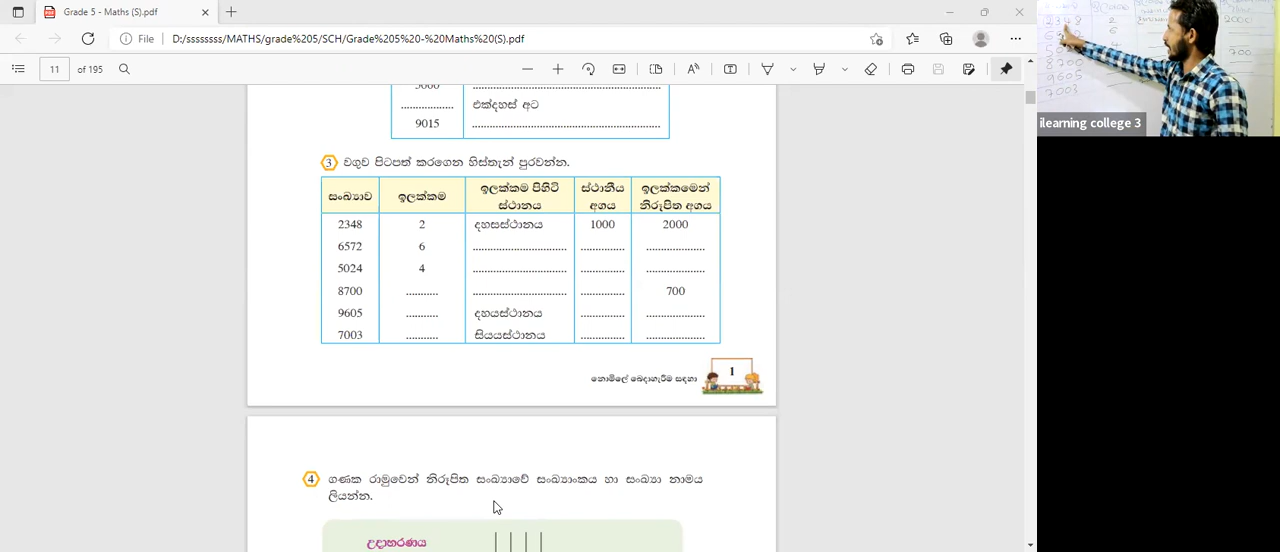 Grade 5 - Maths (S).pdf
File D:/ssssssss/MATHS/grade%205/SCH/Grade%205%20-%20Maths%20(S).pdf
11 of 195
ilearning college 3
.................. එක්දහස් අට
9015 ..............................................................
3 වගුව පිටපත් කරගෙන හිස්තැන් පුරවන්න.
සංඛ්‍යාව ඉලක්කම ඉලක්කම පිහිටි ස්ථානය ස්ථානීය අගය ඉලක්කමෙන් නිරූපිත අගය
2348 2 දහසස්ථානය 1000 2000
6572 6 .............................. .............. ....................
5024 4 .............................. .............. ....................
8700 ........... .............................. .............. 700
9605 ........... දහයස්ථානය .............. ....................
7003 ........... සියයස්ථානය .............. ....................
නොමිලේ බෙදාහැරීම සඳහා 1
4 ගණක රාමුවෙන් නිරූපිත සංඛ්‍යාවේ සංඛ්‍යාංකය හා සංඛ්‍යා නාමය
ලියන්න.
උදාහරණය